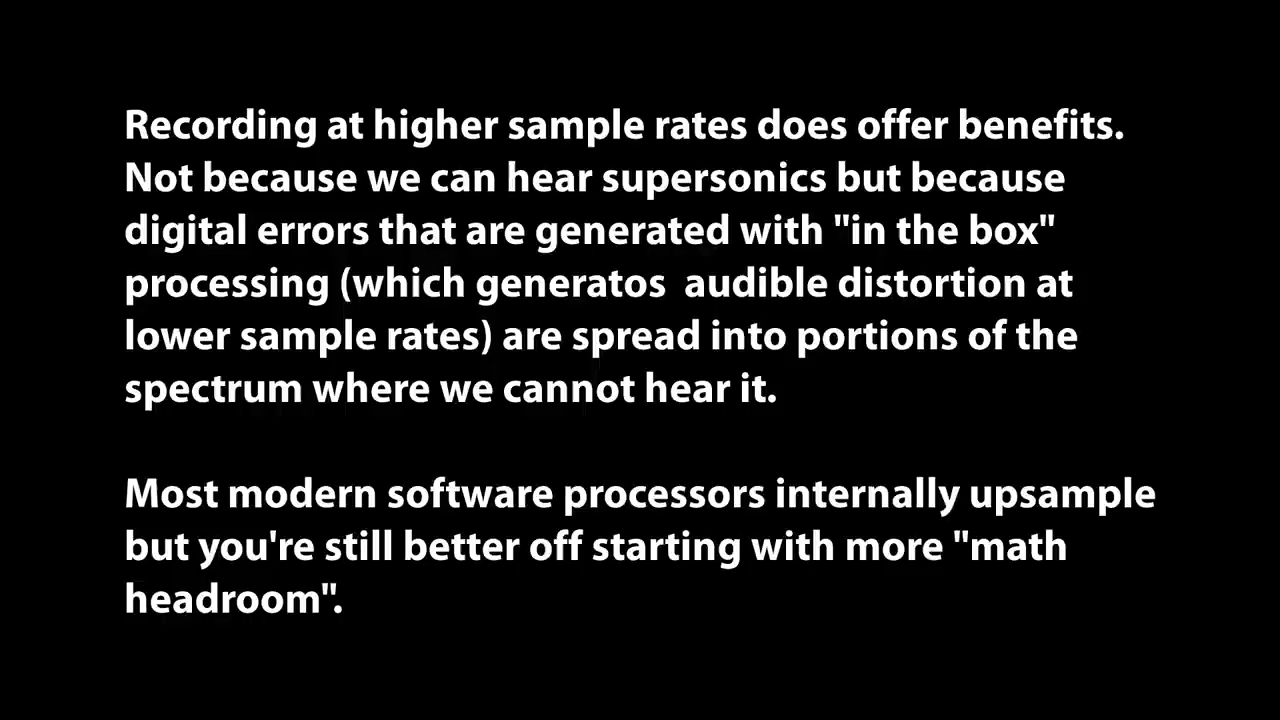 Recording at higher sample rates does offer benefits.
Not because we can hear supersonics but because
digital errors that are generated with "in the box"
processing (which generatos  audible distortion at
lower sample rates) are spread into portions of the
spectrum where we cannot hear it.
Most modern software processors internally upsample
but you're still better off starting with more "math
headroom".